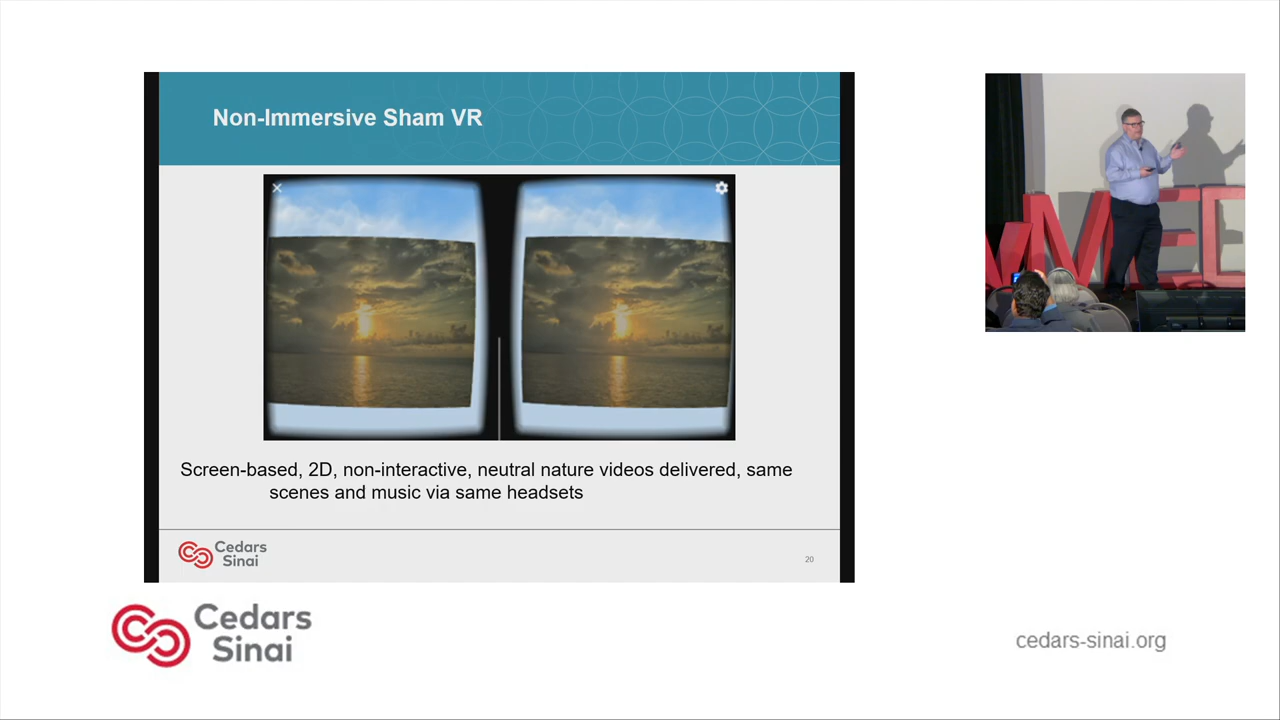 Non-Immersive Sham VR
Screen-based, 2D, non-interactive, neutral nature videos delivered, same
scenes and music via same headsets
Cedars
Sinai
20
MED
Cedars
Sinai
cedars-sinai.org